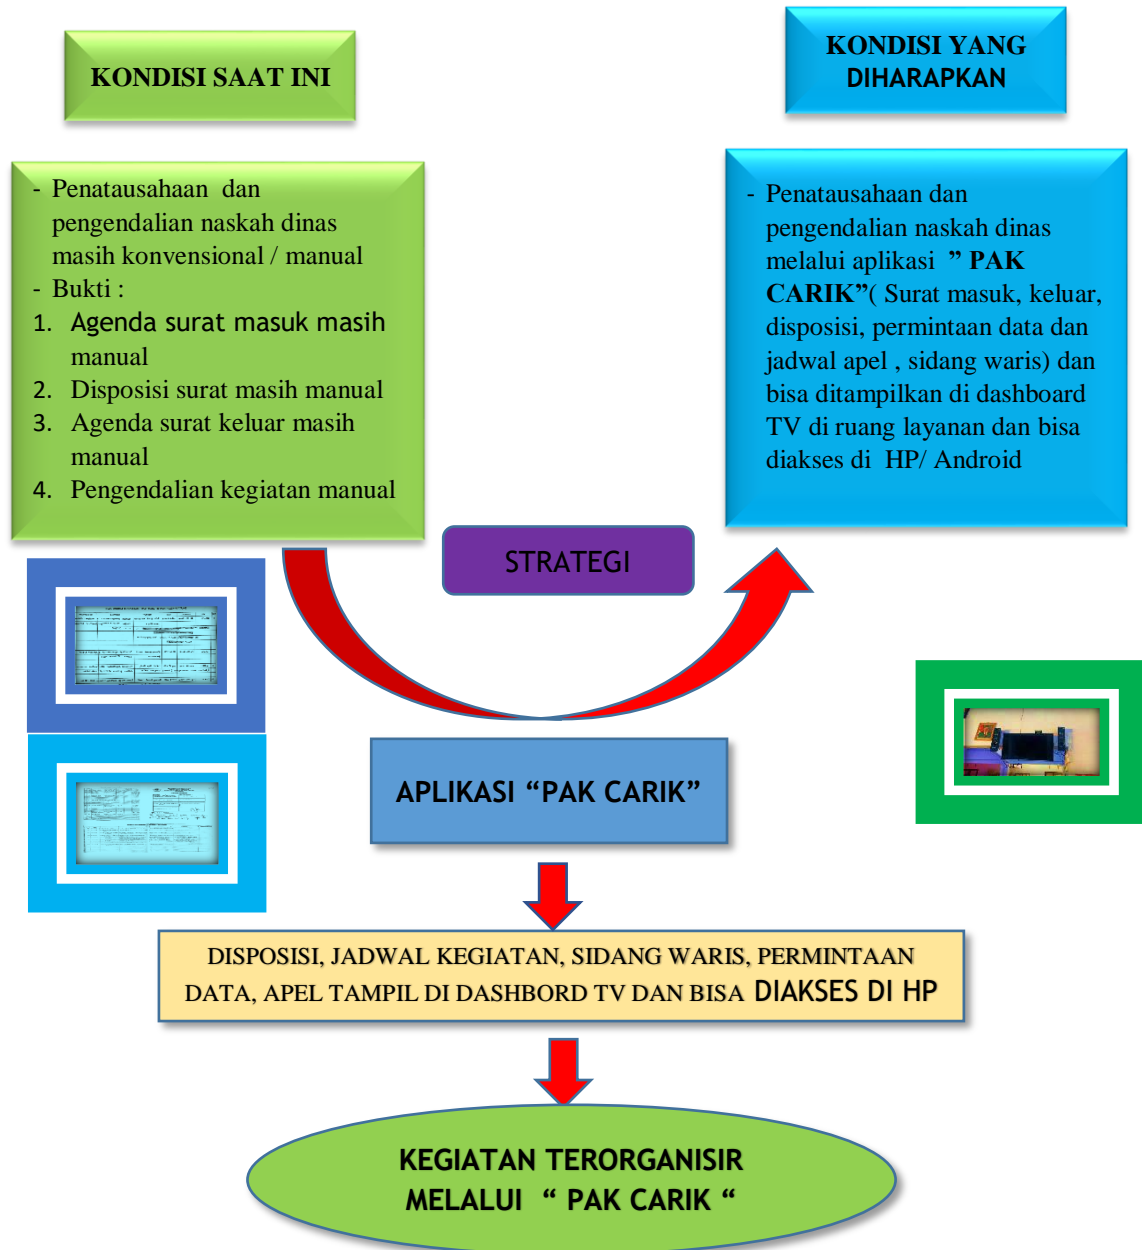 KONDISI SAAT INI
- Penatausahaan dan
pengendalian naskah dinas
masih konvensional / manual
- Bukti :
1. Agenda surat masuk masih
manual
2. Disposisi surat masih manual
3. Agenda surat keluar masih
manual
4. Pengendalian kegiatan manual
KONDISI YANG
DIHARAPKAN
- Penatausahaan dan
pengendalian naskah dinas
melalui aplikasi ” PAK
CARIK”( Surat masuk, keluar,
disposisi, permintaan data dan
jadwal apel , sidang waris) dan
bisa ditampilkan di dashboard
TV di ruang layanan dan bisa
diakses di HP/ Android
STRATEGI
APLIKASI “PAK CARIK”
DISPOSISI, JADWAL KEGIATAN, SIDANG WARIS, PERMINTAAN
DATA, APEL TAMPIL DI DASHBORD TV DAN BISA DIAKSES DI HP
KEGIATAN TERORGANISIR
MELALUI “ PAK CARIK “